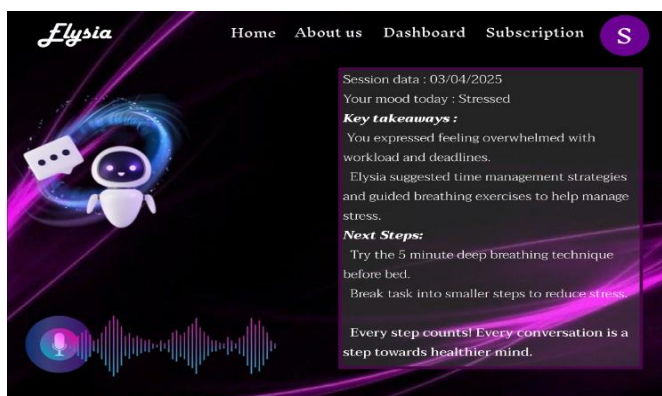 Elysia
Home About us Dashboard Subscription S
Session data : 03/04/2025
Your mood today : Stressed
Key takeaways :
You expressed feeling overwhelmed with
workload and deadlines.
Elysia suggested time management strategies
and guided breathing exercises to help manage
stress.
Next Steps:
Try the 5 minute deep breathing technique
before bed.
Break task into smaller steps to reduce stress.
Every step counts! Every conversation is a
step towards healthier mind.